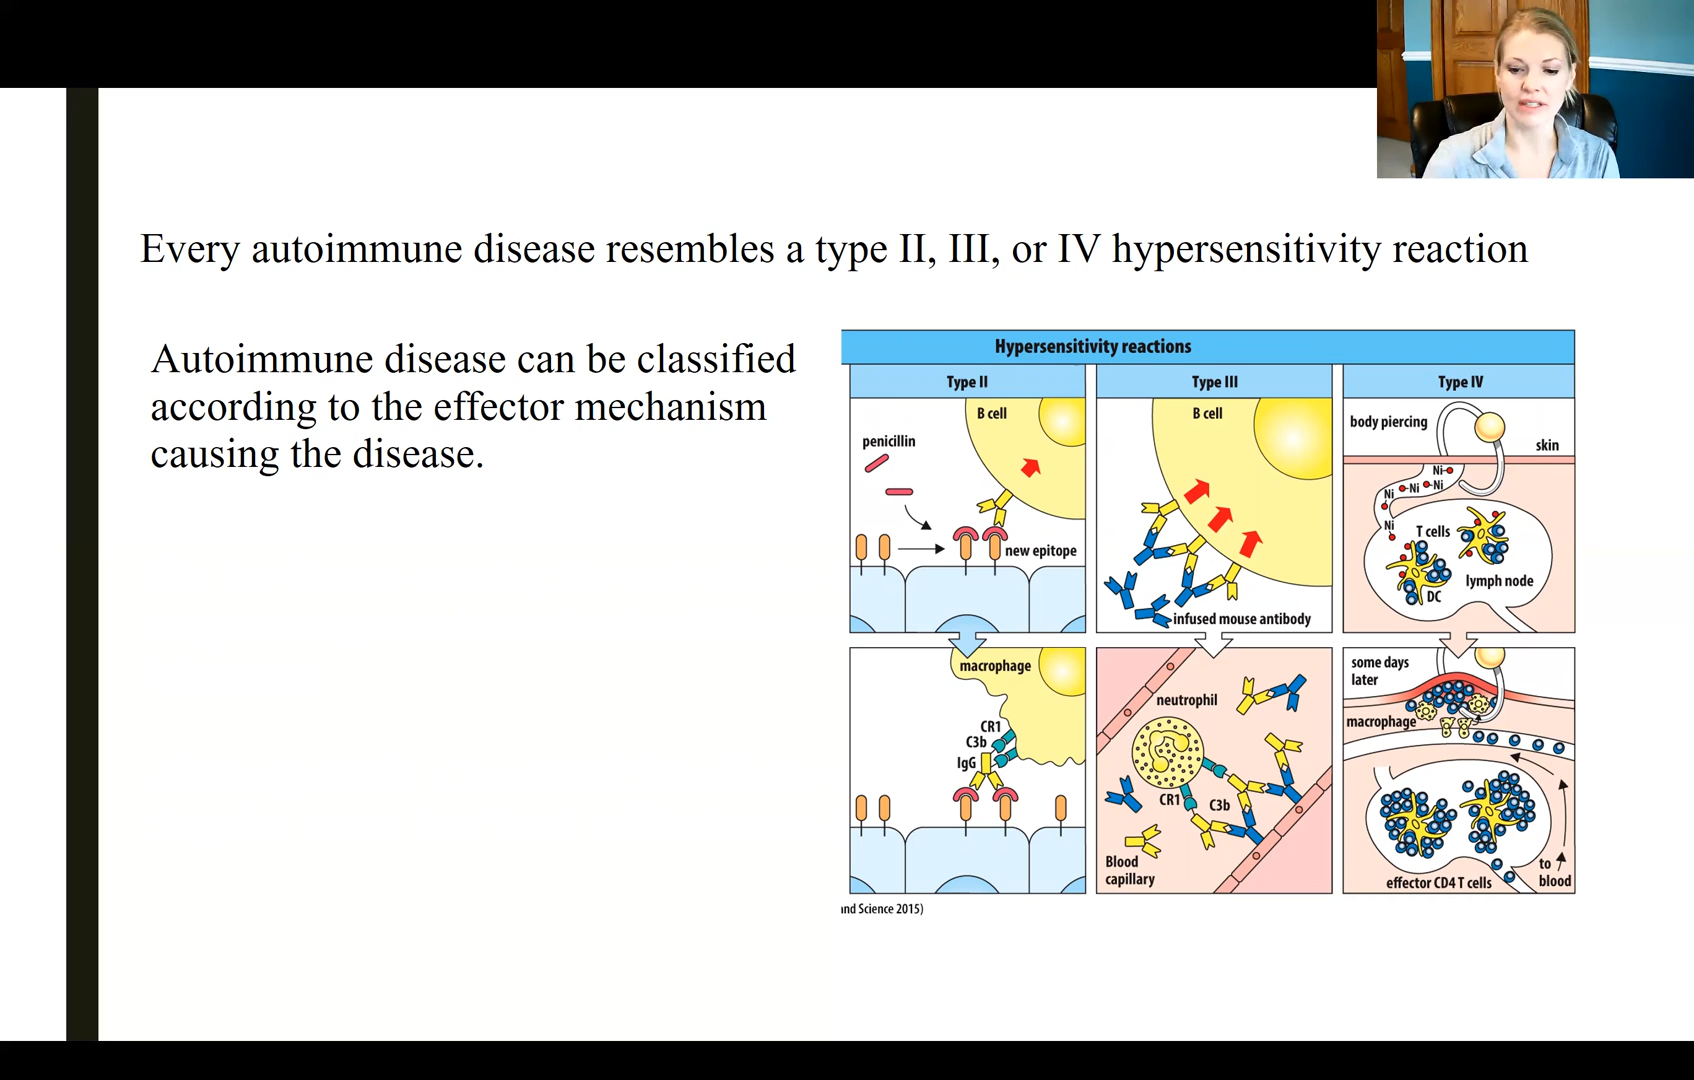 Every autoimmune disease resembles a type II, III, or IV hypersensitivity reaction
Autoimmune disease can be classified
according to the effector mechanism
causing the disease.
Hypersensitivity reactions
Type II
B cell
penicillin
new epitope
macrophage
CR1
C3b
IgG
Type III
B cell
infused mouse antibody
neutrophil
CR1
C3b
Blood
capillary
Type IV
body piercing
skin
Ni
Ni
Ni
Ni
Ni
T cells
lymph node
DC
some days
later
macrophage
to
blood
effector CD4 T cells
and Science 2015)